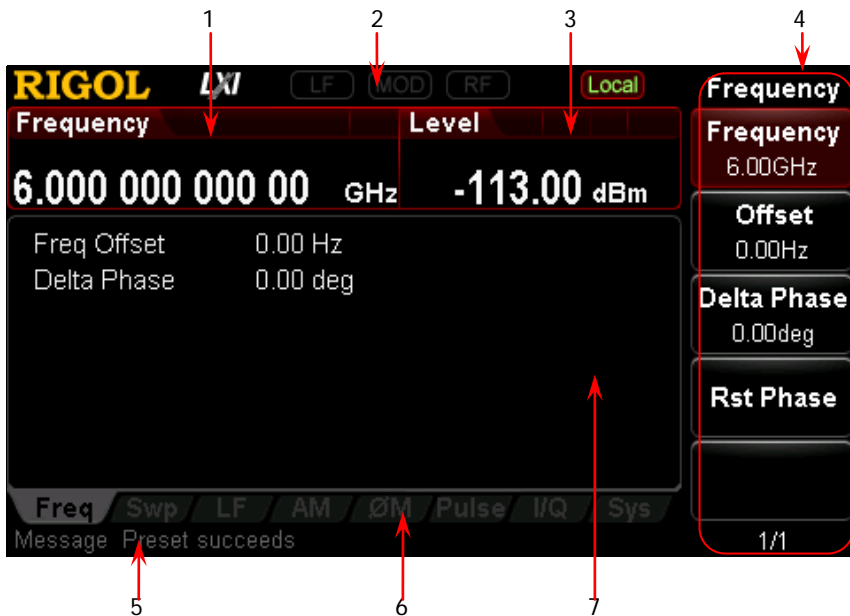 1 2 3 4
RIGOL LXI LF MOD RF Local
Frequency
Frequency Level
6.000 000 000 00 GHz -113.00 dBm
Frequency
6.00GHz
Offset
0.00Hz
Delta Phase
0.00deg
Rst Phase
1/1
Freq Offset 0.00 Hz
Delta Phase 0.00 deg
Freq Swp LF AM ØM Pulse I/Q Sys
Message Preset succeeds
5 6 7